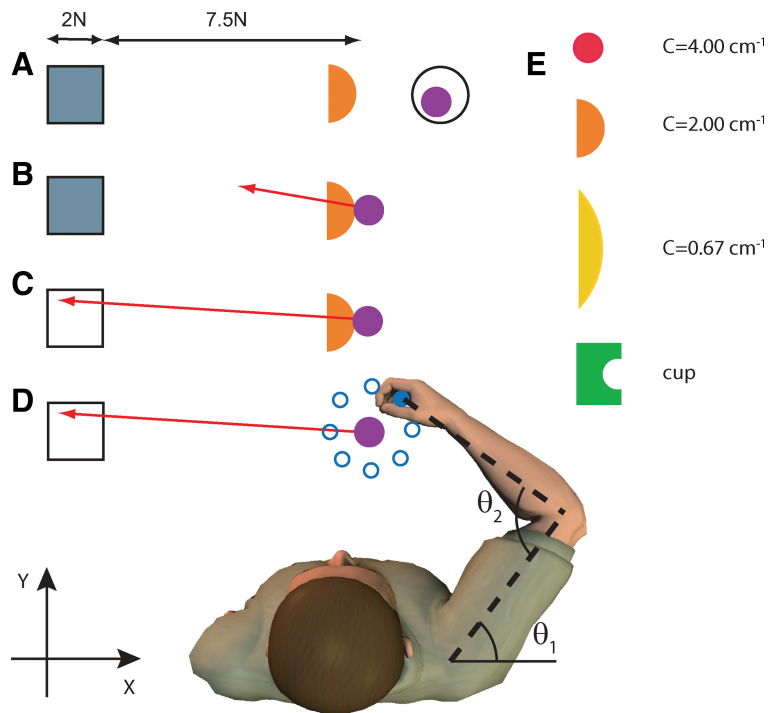 2N 7.5N
A
E
C=4.00 cm-1
C=2.00 cm-1
B
C=0.67 cm-1
C
cup
D
θ2
θ1
Y
X